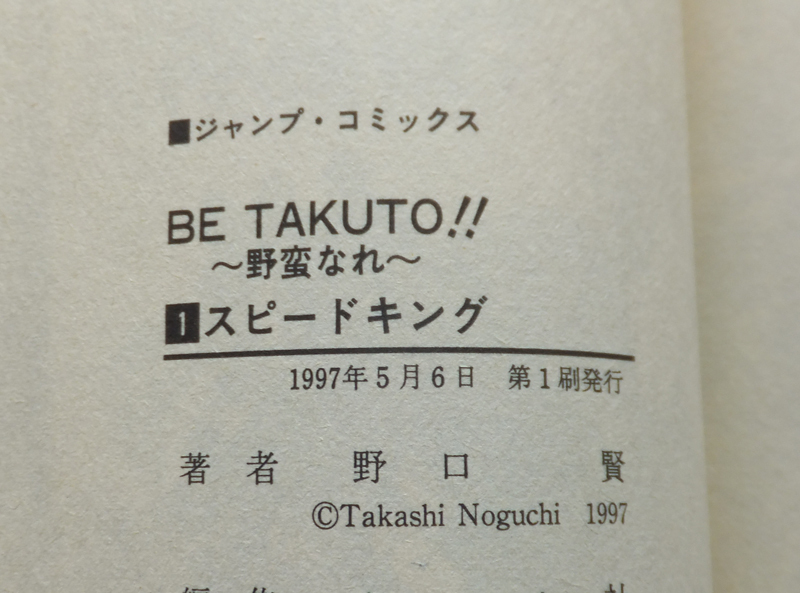 ■ジャンプ・コミックス
BE TAKUTO!!
〜野蛮なれ〜
1スピードキング
1997年5月6日 第1刷発行
著者 野口 賢
©Takashi Noguchi 1997